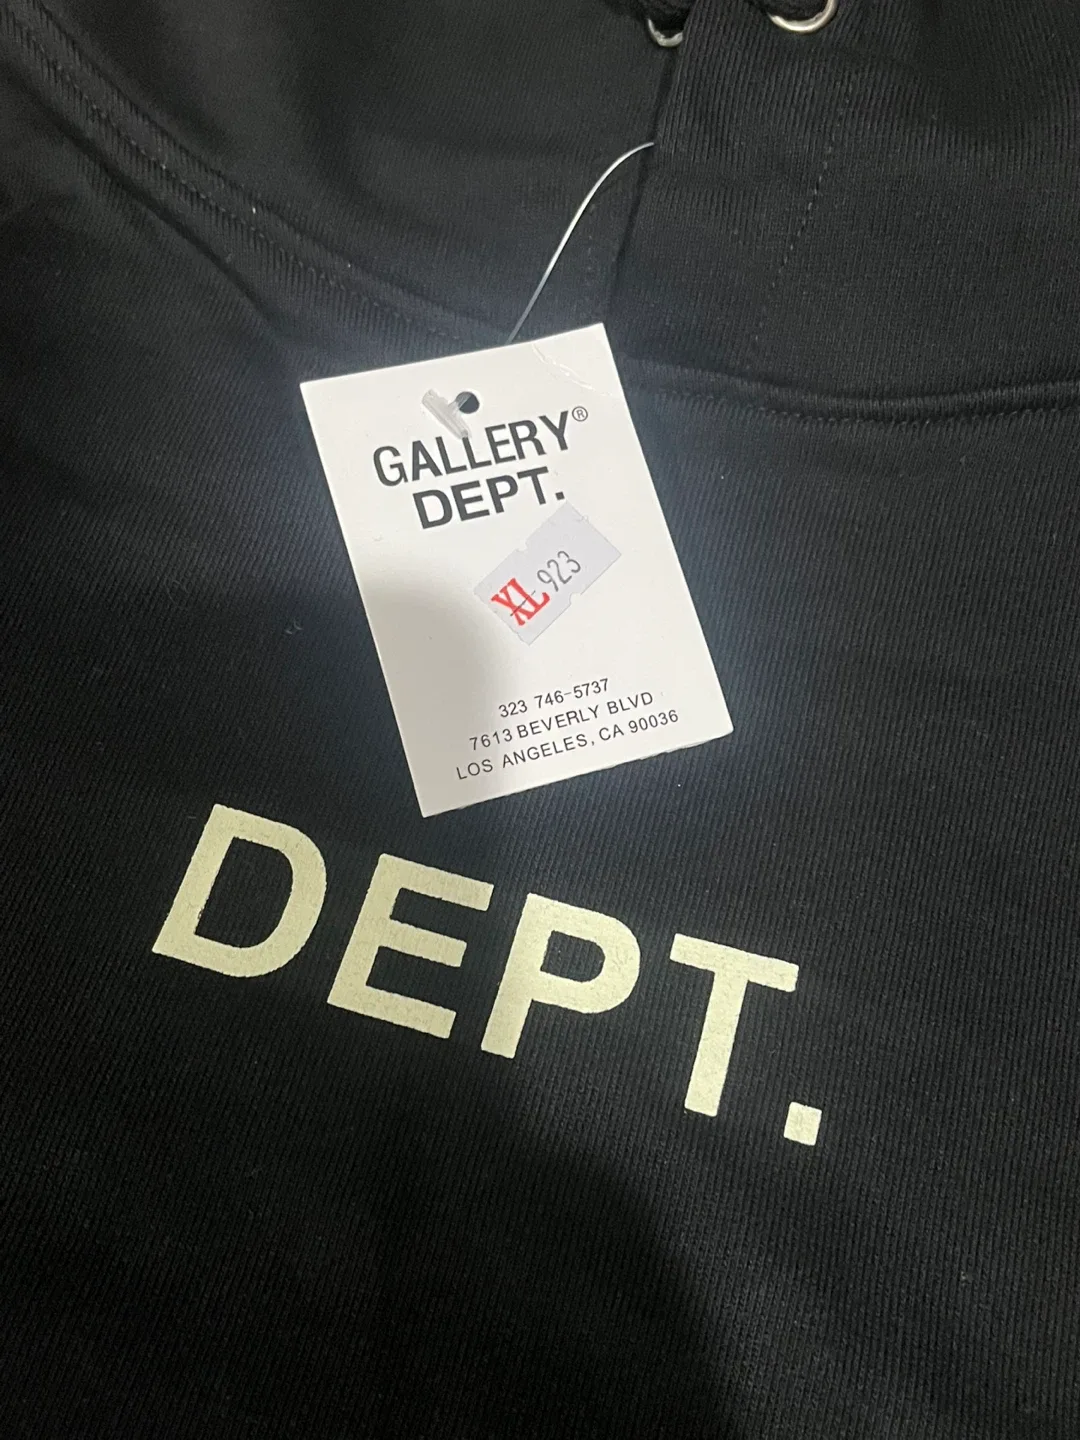 GALLERY®
DEPT.
XL 923
323 746-5737
7613 BEVERLY BLVD
LOS ANGELES, CA 90036
DEPT.